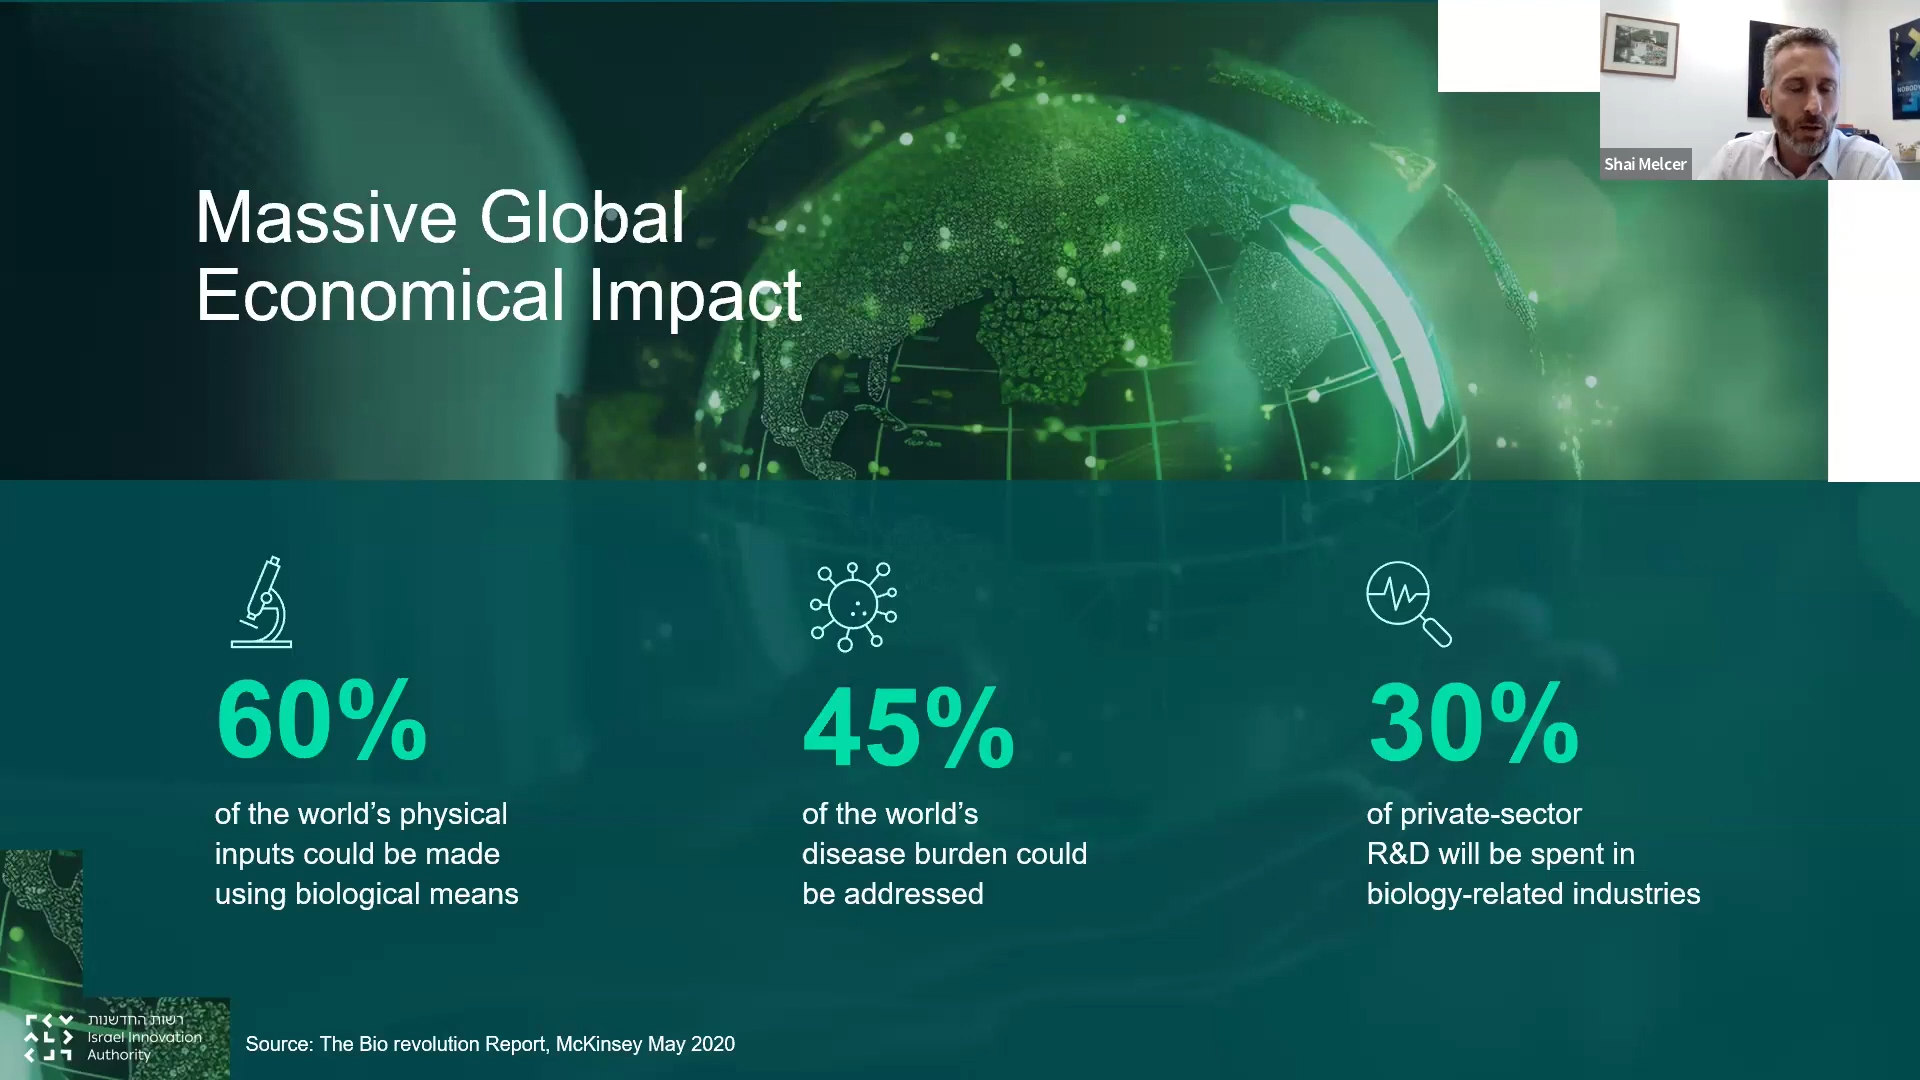 Massive Global
Economical Impact
Shai Melcer
NOBODY
60%
of the world’s physical
inputs could be made
using biological means
45%
of the world’s
disease burden could
be addressed
30%
of private-sector
R&D will be spent in
biology-related industries
רשות החדשנות
Israel Innovation
Authority
Source: The Bio revolution Report, McKinsey May 2020